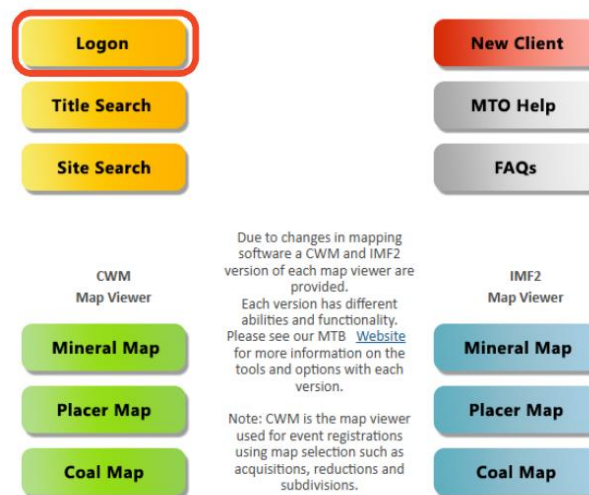 Logon
New Client
Title Search
MTO Help
Site Search
FAQs
Due to changes in mapping
software a CWM and IMF2
version of each map viewer are
provided.
Each version has different
abilities and functionality.
Please see our MTB Website
for more information on the
tools and options with each
version.
Note: CWM is the map viewer
used for event registrations
using map selection such as
acquisitions, reductions and
subdivisions.
CWM
Map Viewer
Mineral Map
Placer Map
Coal Map
IMF2
Map Viewer
Mineral Map
Placer Map
Coal Map